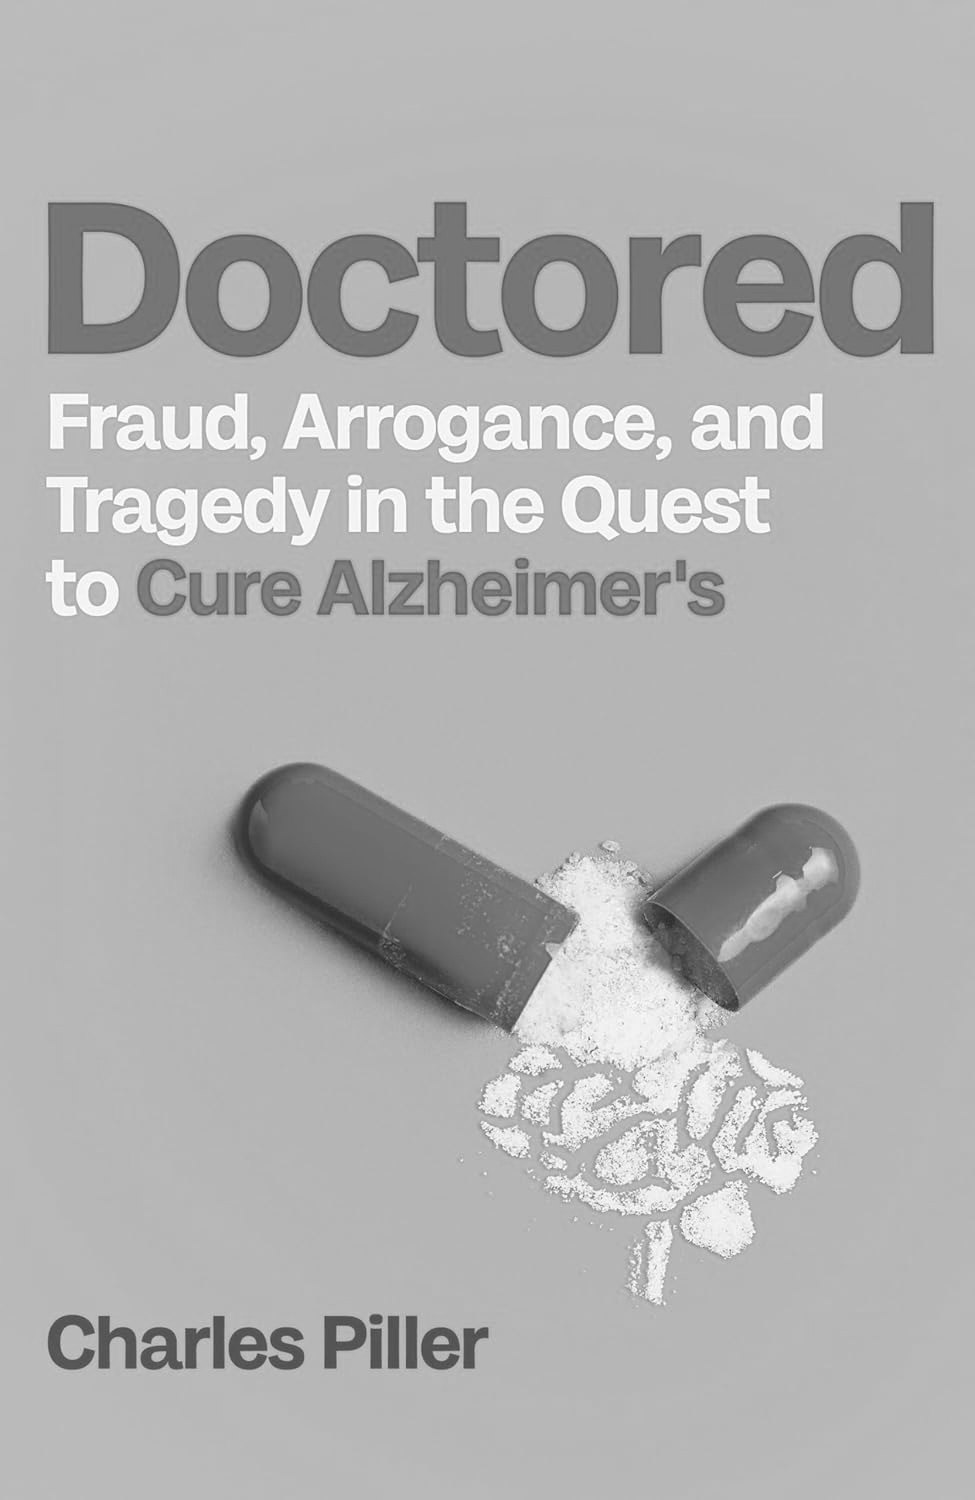 Doctored
Fraud, Arrogance, and
Tragedy in the Quest
to Cure Alzheimer's
Charles Piller